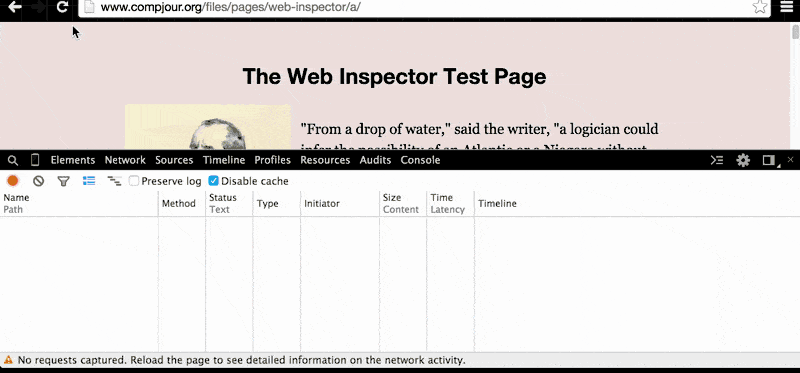 www.compjour.org/files/pages/web-inspector/a/
The Web Inspector Test Page
"From a drop of water," said the writer, "a logician could
infer the possibility of an Atlantic or a Niagara without
Elements Network Sources Timeline Profiles Resources Audits Console
Preserve log Disable cache
Name Method Status Type Initiator Size Time Timeline
Path Text Content Latency
No requests captured. Reload the page to see detailed information on the network activity.